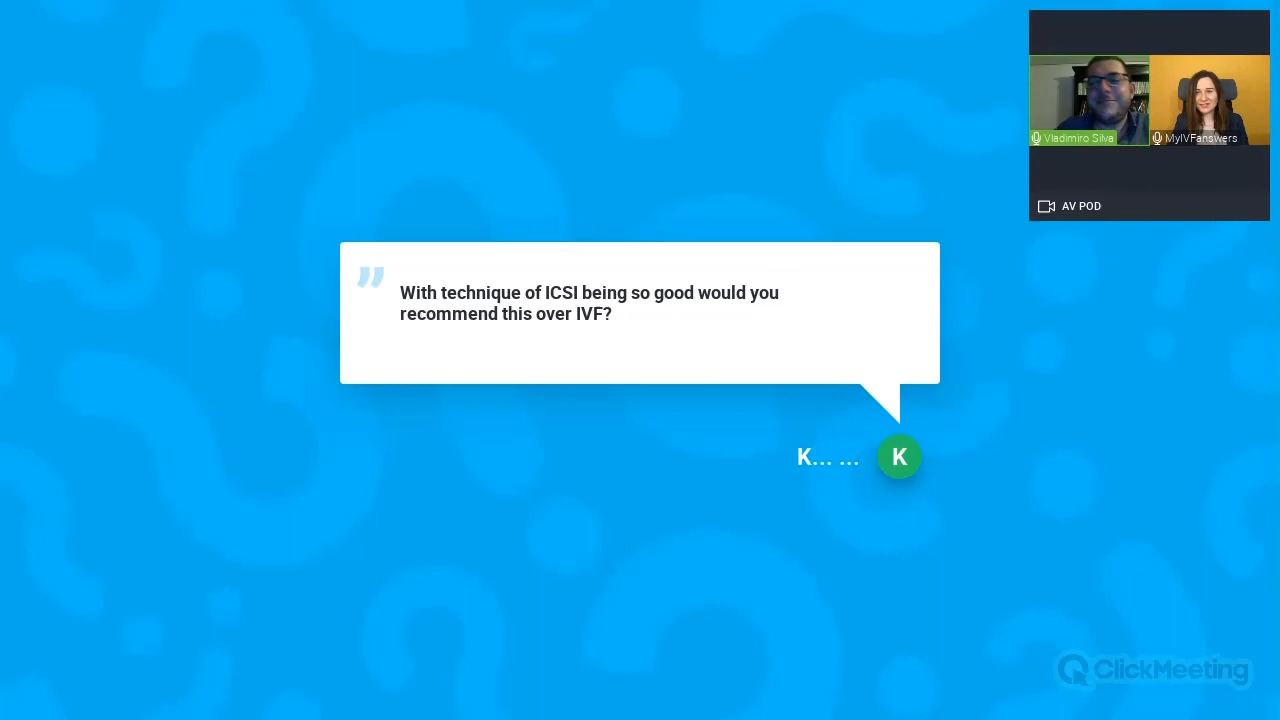 Vladimiro Silva
MyIVFanswers
AV POD
”
With technique of ICSI being so good would you
recommend this over IVF?
K... ...
K
ClickMeeting